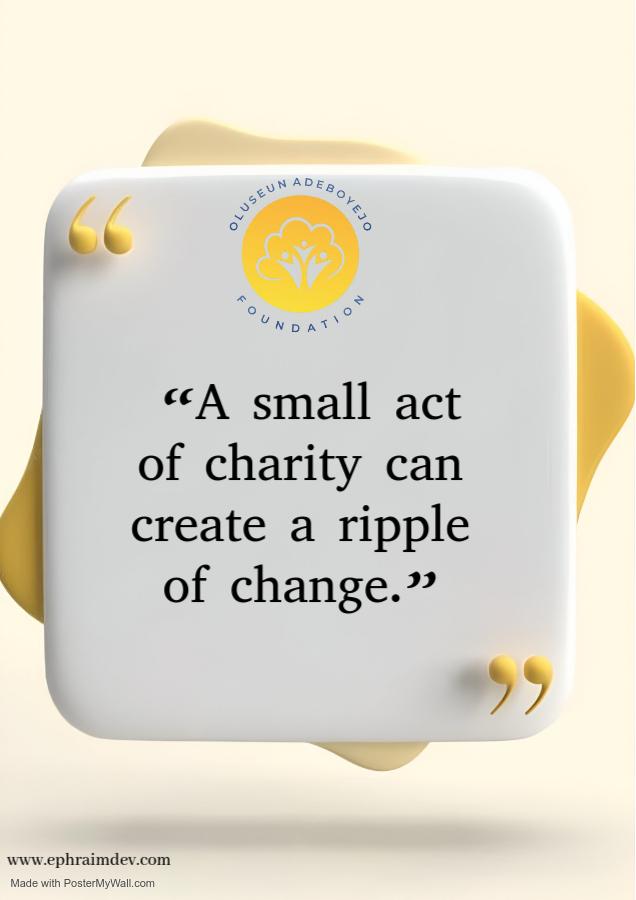 OLUSEUN ADEBOYEJO
FOUNDATION
“A small act
of charity can
create a ripple
of change.”
www.ephraimdev.com
Made with PosterMyWall.com